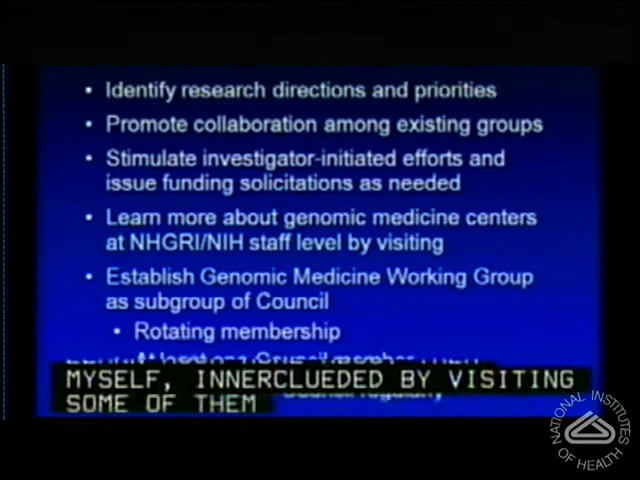 • Identify research directions and priorities
• Promote collaboration among existing groups
• Stimulate investigator-initiated efforts and
issue funding solicitations as needed
• Learn more about genomic medicine centers
at NHGRI/NIH staff level by visiting
• Establish Genomic Medicine Working Group
as subgroup of Council
• Rotating membership
MYSELF, INNERCLUEDED BY VISITING
SOME OF THEM
NATIONAL INSTITUTES
OF HEALTH